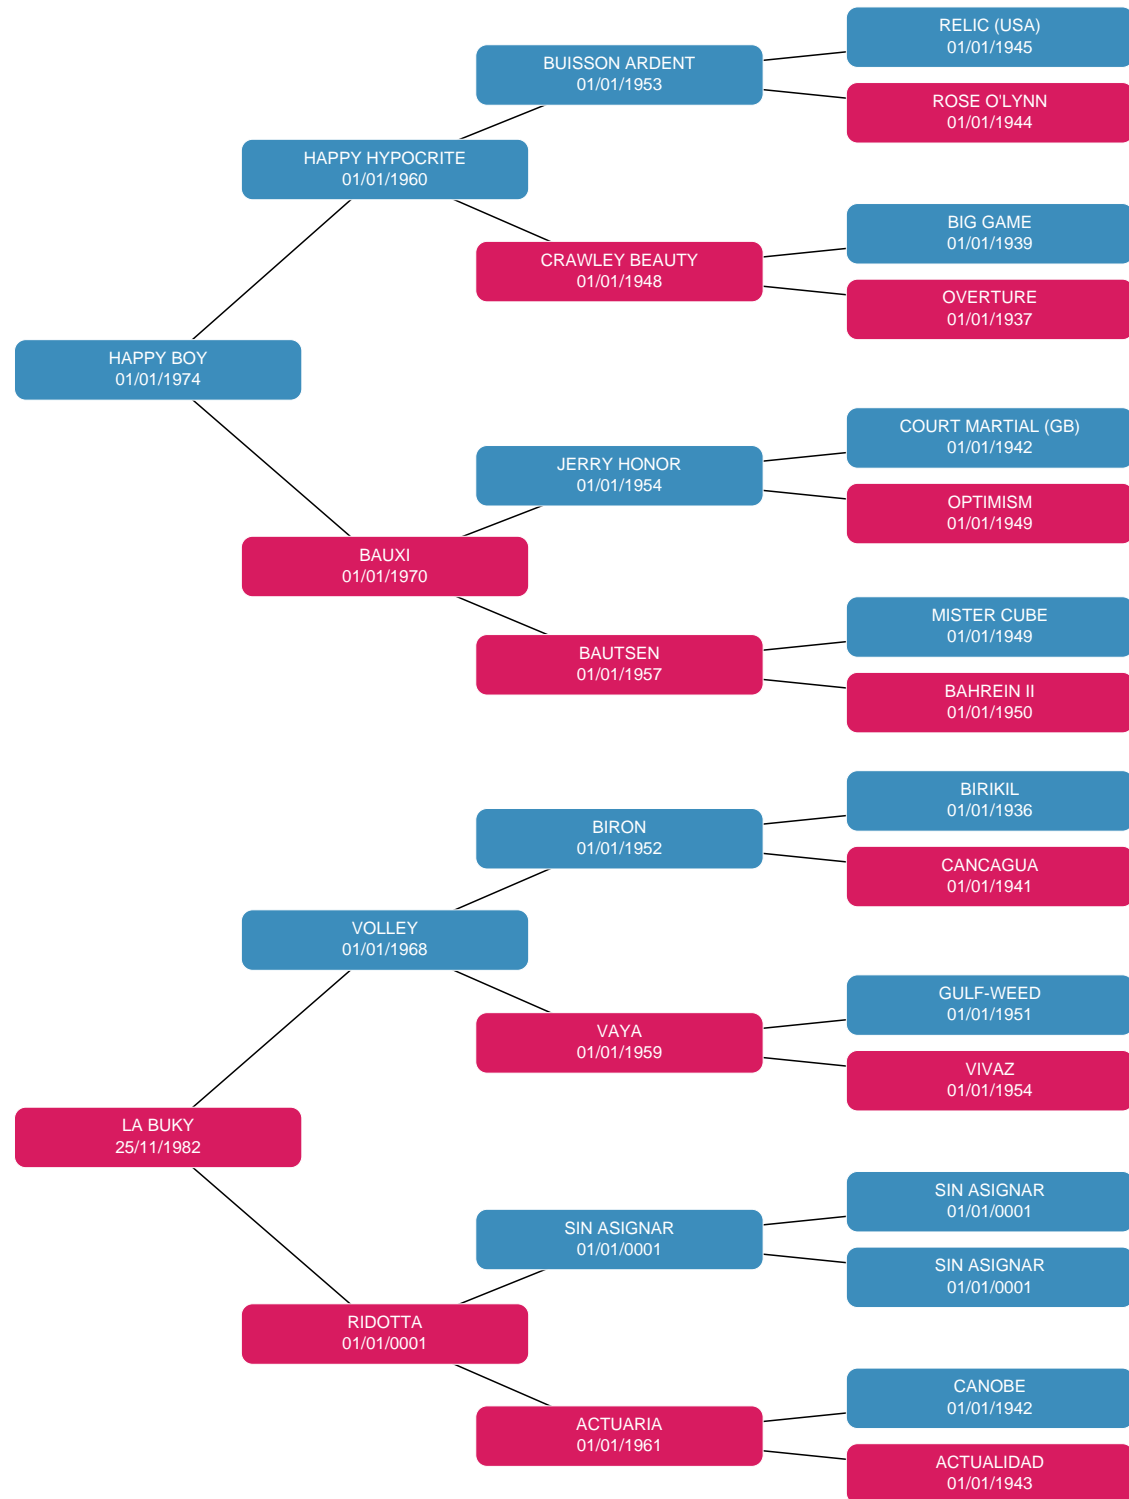 RELIC (USA)
01/01/1945
BUISSON ARDENT
01/01/1953
ROSE O'LYNN
01/01/1944
HAPPY HYPOCRITE
01/01/1960
BIG GAME
01/01/1939
CRAWLEY BEAUTY
01/01/1948
OVERTURE
01/01/1937
HAPPY BOY
01/01/1974
COURT MARTIAL (GB)
01/01/1942
JERRY HONOR
01/01/1954
OPTIMISM
01/01/1949
BAUXI
01/01/1970
MISTER CUBE
01/01/1949
BAUTSEN
01/01/1957
BAHREIN II
01/01/1950
BIRIKIL
01/01/1936
BIRON
01/01/1952
CANCAGUA
01/01/1941
VOLLEY
01/01/1968
GULF-WEED
01/01/1951
VAYA
01/01/1959
VIVAZ
01/01/1954
LA BUKY
25/11/1982
SIN ASIGNAR
01/01/0001
SIN ASIGNAR
01/01/0001
SIN ASIGNAR
01/01/0001
RIDOTTA
01/01/0001
CANOBE
01/01/1942
ACTUARIA
01/01/1961
ACTUALIDAD
01/01/1943